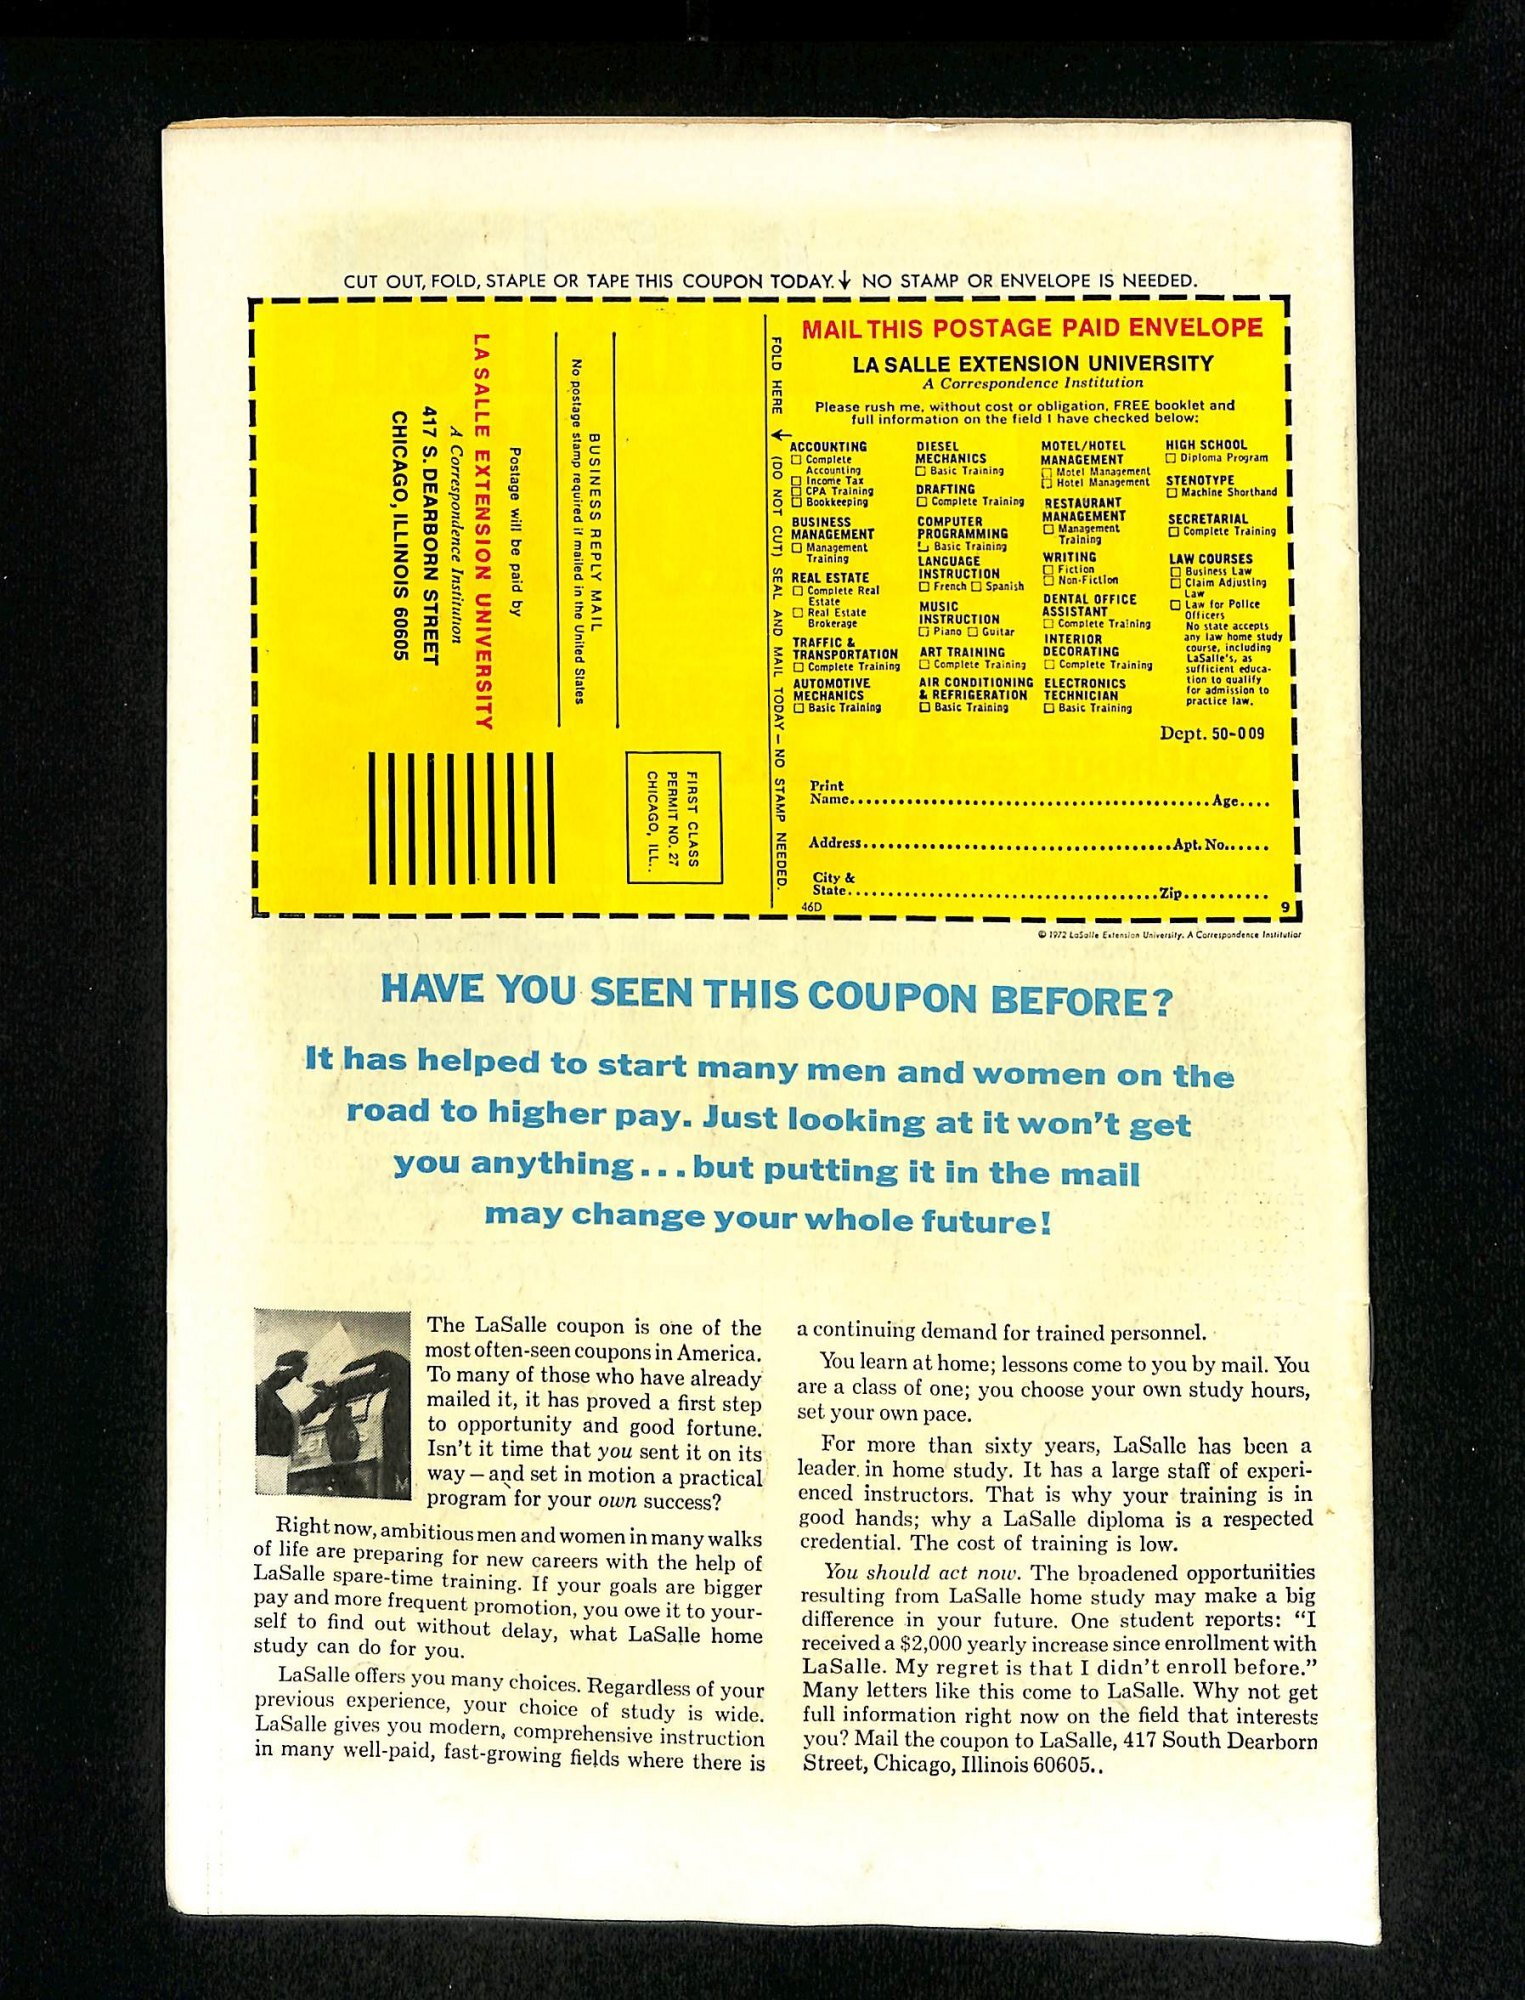 CUT OUT, FOLD, STAPLE OR TAPE THIS COUPON TODAY. ↓ NO STAMP OR ENVELOPE IS NEEDED.
LA SALLE EXTENSION UNIVERSITY
A Correspondence Institution
417 S. DEARBORN STREET
CHICAGO, ILLINOIS 60605
Postage will be paid by
No postage stamp required if mailed in the United States
BUSINESS REPLY MAIL
FIRST CLASS
PERMIT NO. 27
CHICAGO, ILL..
FOLD HERE ↓ (DO NOT CUT) SEAL AND MAIL TODAY — NO STAMP NEEDED.
MAIL THIS POSTAGE PAID ENVELOPE
LA SALLE EXTENSION UNIVERSITY
A Correspondence Institution
Please rush me, without cost or obligation, FREE booklet and
full information on the field I have checked below:
ACCOUNTING
☐ Complete
Accounting
☐ Income Tax
☐ CPA Training
☐ Bookkeeping
BUSINESS
MANAGEMENT
☐ Management
Training
REAL ESTATE
☐ Complete Real
Estate
☐ Real Estate
Brokerage
TRAFFIC &
TRANSPORTATION
☐ Complete Training
AUTOMOTIVE
MECHANICS
☐ Basic Training
DIESEL
MECHANICS
☐ Basic Training
DRAFTING
☐ Complete Training
COMPUTER
PROGRAMMING
☐ Basic Training
LANGUAGE
INSTRUCTION
☐ French ☐ Spanish
MUSIC
INSTRUCTION
☐ Piano ☐ Guitar
ART TRAINING
☐ Complete Training
AIR CONDITIONING
& REFRIGERATION
☐ Basic Training
MOTEL/HOTEL
MANAGEMENT
☐ Motel Management
☐ Hotel Management
RESTAURANT
MANAGEMENT
☐ Management
Training
WRITING
☐ Fiction
☐ Non-Fiction
DENTAL OFFICE
ASSISTANT
☐ Complete Training
INTERIOR
DECORATING
☐ Complete Training
ELECTRONICS
TECHNICIAN
☐ Basic Training
HIGH SCHOOL
☐ Diploma Program
STENOTYPE
☐ Machine Shorthand
SECRETARIAL
☐ Complete Training
LAW COURSES
☐ Business Law
☐ Claim Adjusting
Law
☐ Law for Police
Officers
No state accepts
any law home study
course, including
LaSalle's, as
sufficient educa-
tion to qualify
for admission to
practice law.
Dept. 50-009
Print
Name.......... Age....
Address.......... Apt. No......
City &
State.......... Zip..........
46D 9
© 1972 LaSalle Extension University. A Correspondence Institution
HAVE YOU SEEN THIS COUPON BEFORE?
It has helped to start many men and women on the
road to higher pay. Just looking at it won't get
you anything...but putting it in the mail
may change your whole future!
The LaSalle coupon is one of the
most often-seen coupons in America.
To many of those who have already
mailed it, it has proved a first step
to opportunity and good fortune.
Isn't it time that you sent it on its
way—and set in motion a practical
program for your own success?
Right now, ambitious men and women in many walks
of life are preparing for new careers with the help of
LaSalle spare-time training. If your goals are bigger
pay and more frequent promotion, you owe it to your-
self to find out without delay, what LaSalle home
study can do for you.
LaSalle offers you many choices. Regardless of your
previous experience, your choice of study is wide.
LaSalle gives you modern, comprehensive instruction
in many well-paid, fast-growing fields where there is
a continuing demand for trained personnel.
You learn at home; lessons come to you by mail. You
are a class of one; you choose your own study hours,
set your own pace.
For more than sixty years, LaSalle has been a
leader in home study. It has a large staff of experi-
enced instructors. That is why your training is in
good hands; why a LaSalle diploma is a respected
credential. The cost of training is low.
You should act now. The broadened opportunities
resulting from LaSalle home study may make a big
difference in your future. One student reports: "I
received a $2,000 yearly increase since enrollment with
LaSalle. My regret is that I didn't enroll before."
Many letters like this come to LaSalle. Why not get
full information right now on the field that interests
you? Mail the coupon to LaSalle, 417 South Dearborn
Street, Chicago, Illinois 60605..